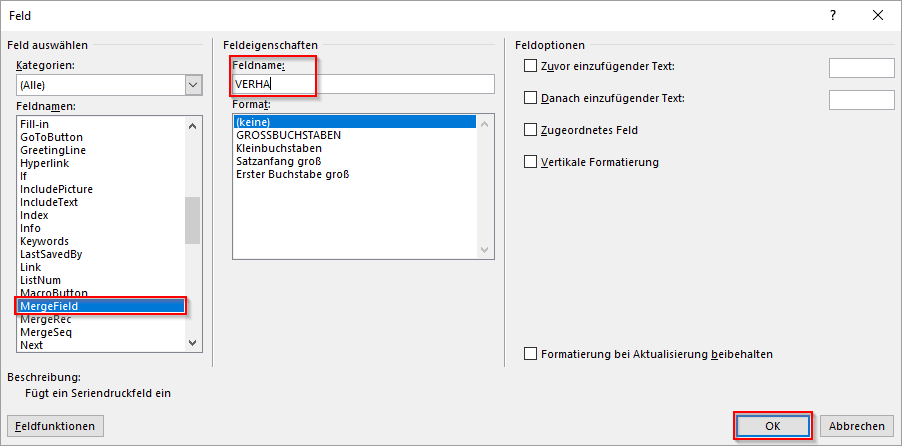 Feld
?
Feld auswählen
Kategorien:
(Alle)
Feldnamen:
Fill-in
GoToButton
GreetingLine
Hyperlink
If
IncludePicture
IncludeText
Index
Info
Keywords
LastSavedBy
Link
ListNum
MacroButton
MergeField
MergeRec
MergeSeq
Next
Feldeigenschaften
Feldname:
VERHA
Format:
(keine)
GROSSBUCHSTABEN
Kleinbuchstaben
Satzanfang groß
Erster Buchstabe groß
Feldoptionen
Zuvor einzufügender Text:
Danach einzufügender Text:
Zugeordnetes Feld
Vertikale Formatierung
Formatierung bei Aktualisierung beibehalten
Beschreibung:
Fügt ein Seriendruckfeld ein
Feldfunktionen
OK
Abbrechen